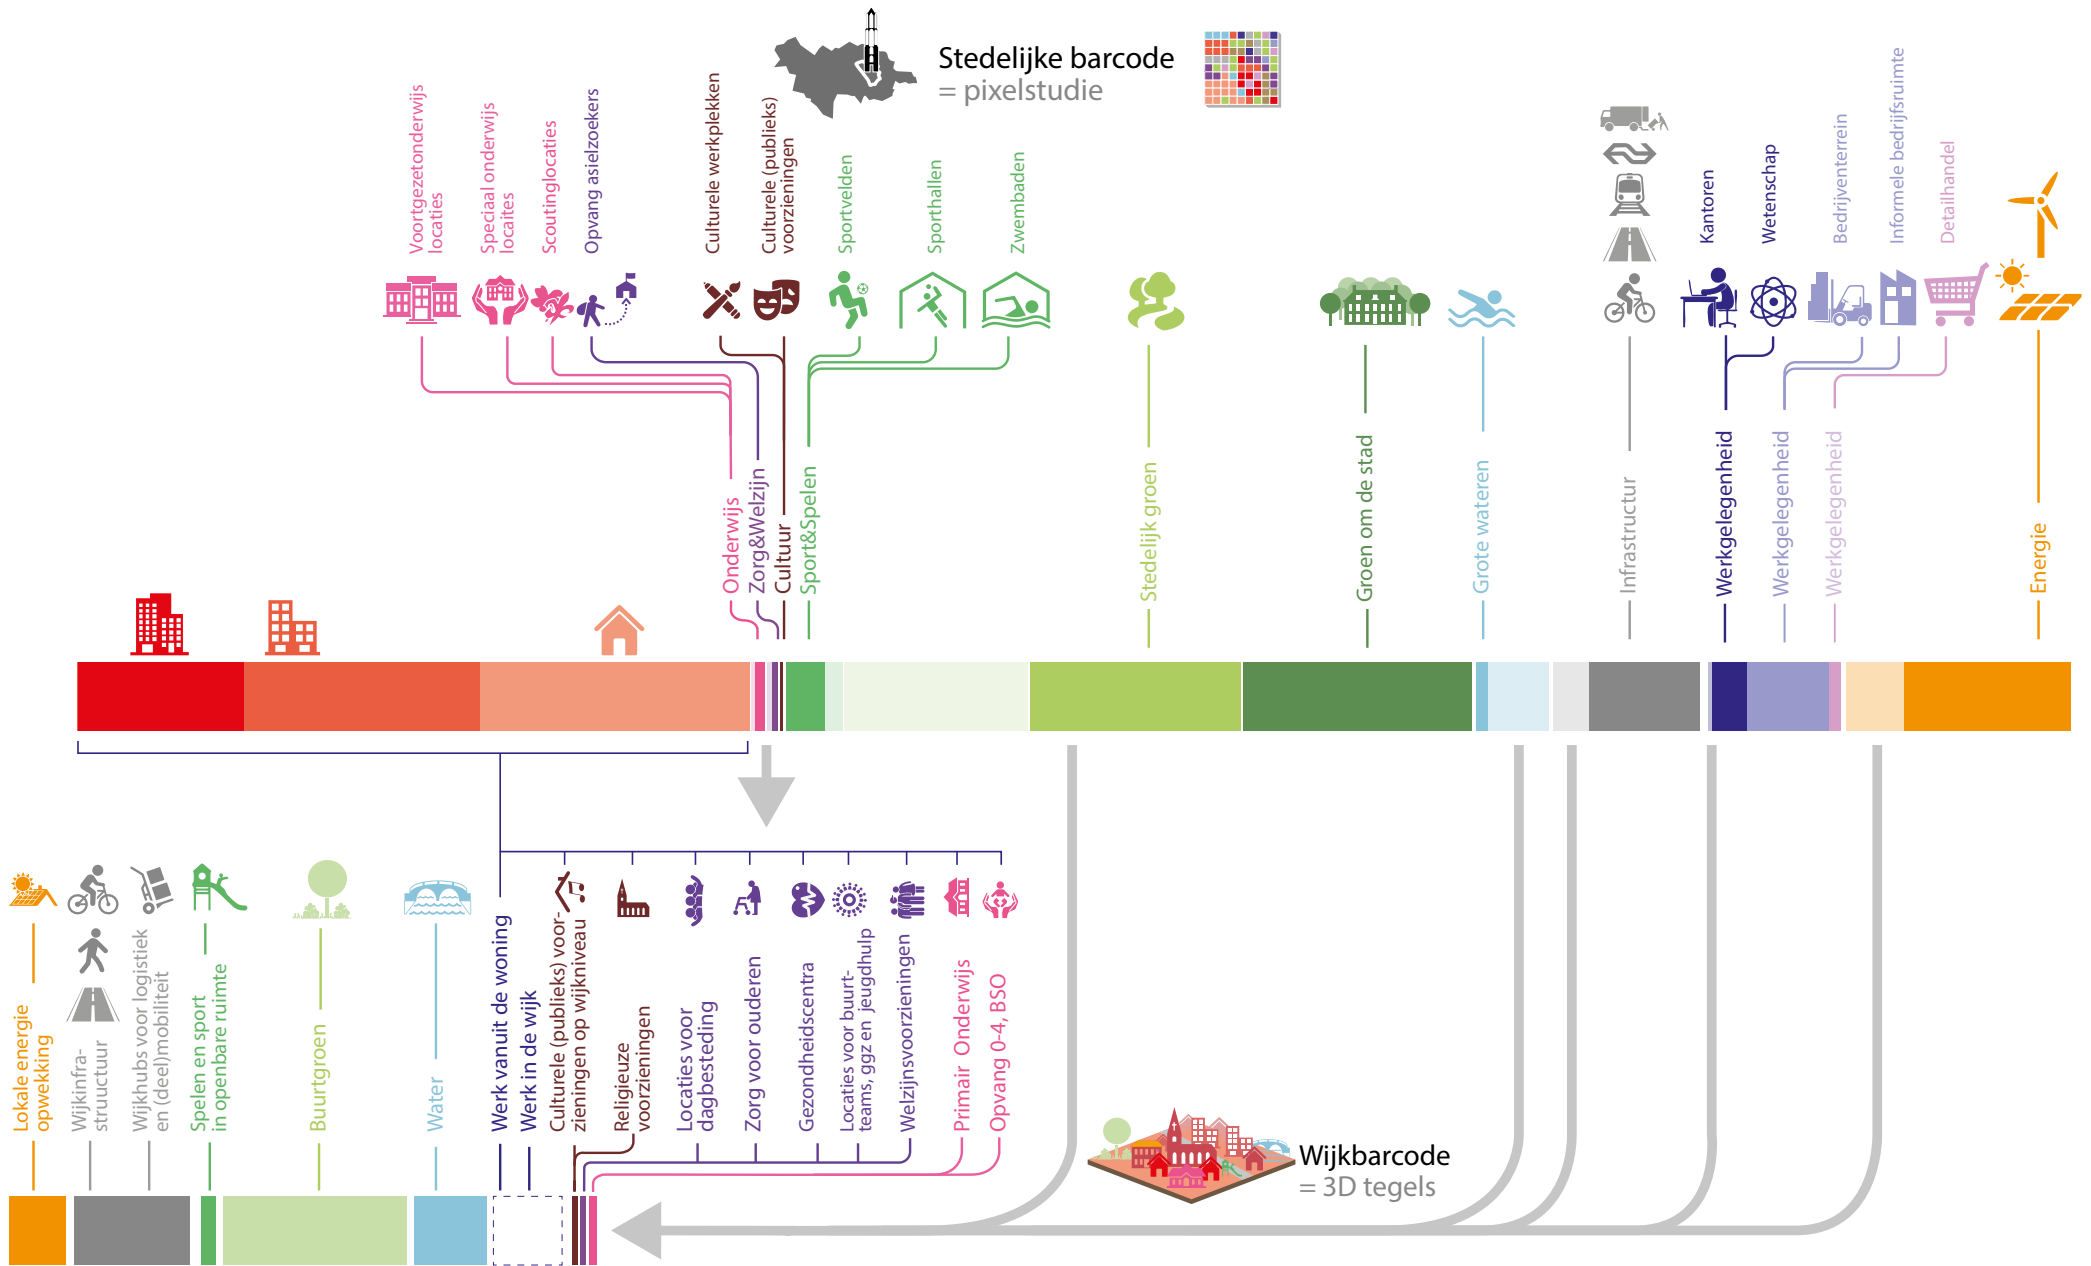 Stedelijke barcode
= pixelstudie
Voortgezetonderwijs
locaties
Speciaal onderwijs
locaites
Scoutinglocaties
Opvang asielzoekers
Culturele werkplekken
Culturele (publieks)
voorzieningen
Sportvelden
Sporthallen
Zwembaden
Kantoren
Wetenschap
Bedrijventerrein
Informele bedrijfsruimte
Detailhandel
Onderwijs
Zorg&Welzijn
Cultuur
Sport&Spelen
Stedelijk groen
Groen om de stad
Grote wateren
Infrastructur
Werkgelegenheid
Werkgelegenheid
Werkgelegenheid
Energie
Lokale energie
opwekking
Wijkinfra-
structuur
Wijkhubs voor logistiek
en (deel)mobiliteit
Spelen en sport
in openbare ruimte
Buurtgroen
Water
Werk vanuit de woning
Werk in de wijk
Culturele (publieks) voor-
zieningen op wijkniveau
Religieuze
voorzieningen
Locaties voor
dagbesteding
Zorg voor ouderen
Gezondheidscentra
Locaties voor buurt-
teams, ggz en jeugdhulp
Welzijnsvoorzieningen
Primair Onderwijs
Opvang 0-4, BSO
Wijkbarcode
= 3D tegels